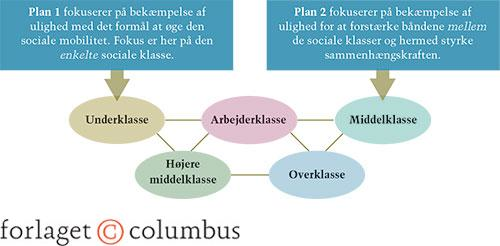 Plan 1 fokuserer på bekæmpelse af
ulighed med det formål at øge den
sociale mobilitet. Fokus er her på den
enkelte sociale klasse.
Plan 2 fokuserer på bekæmpelse af
ulighed for at forstærke båndene mellem
de sociale klasser og hermed styrke
sammenhængskraften.
Underklasse
Arbejderklasse
Middelklasse
Højere
middelklasse
Overklasse
forlaget © columbus